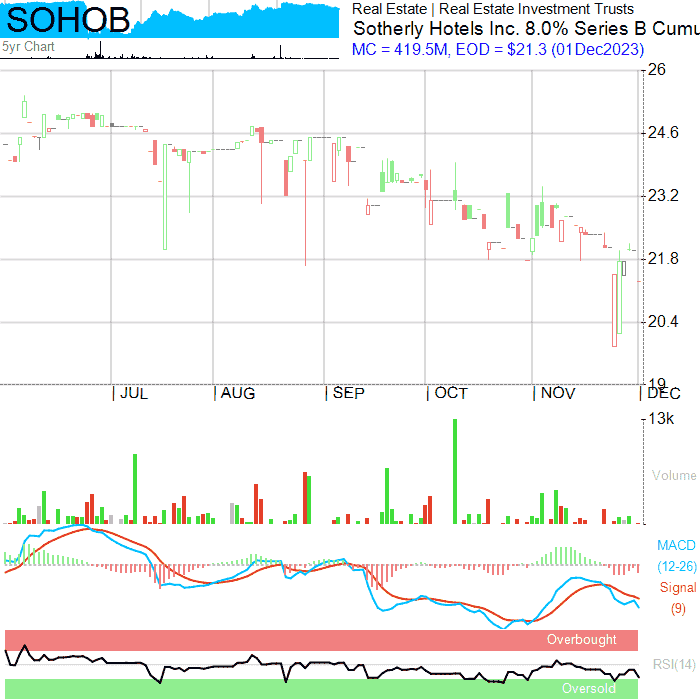 SOHOB
5yr Chart
Real Estate | Real Estate Investment Trusts
Sotherly Hotels Inc. 8.0% Series B Cumu
MC = 419.5M, EOD = $21.3 (01Dec2023)
26
24.6
23.2
21.8
20.4
19
JUL AUG SEP OCT NOV DEC
13k
Volume
MACD
(12-26)
Signal
(9)
Overbought
RSI(14)
Oversold